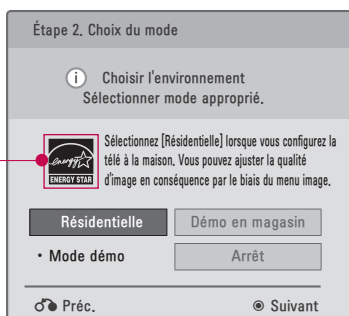 Étape 2. Choix du mode
Choisir l'environnement
Sélectionner mode approprié.
Sélectionnez [Résidentielle] lorsque vous configurez la
télé à la maison. Vous pouvez ajuster la qualité
d'image en conséquence par le biais du menu image.
energy
ENERGY STAR
Résidentielle
Démo en magasin
• Mode démo
Arrêt
Préc.
Suivant